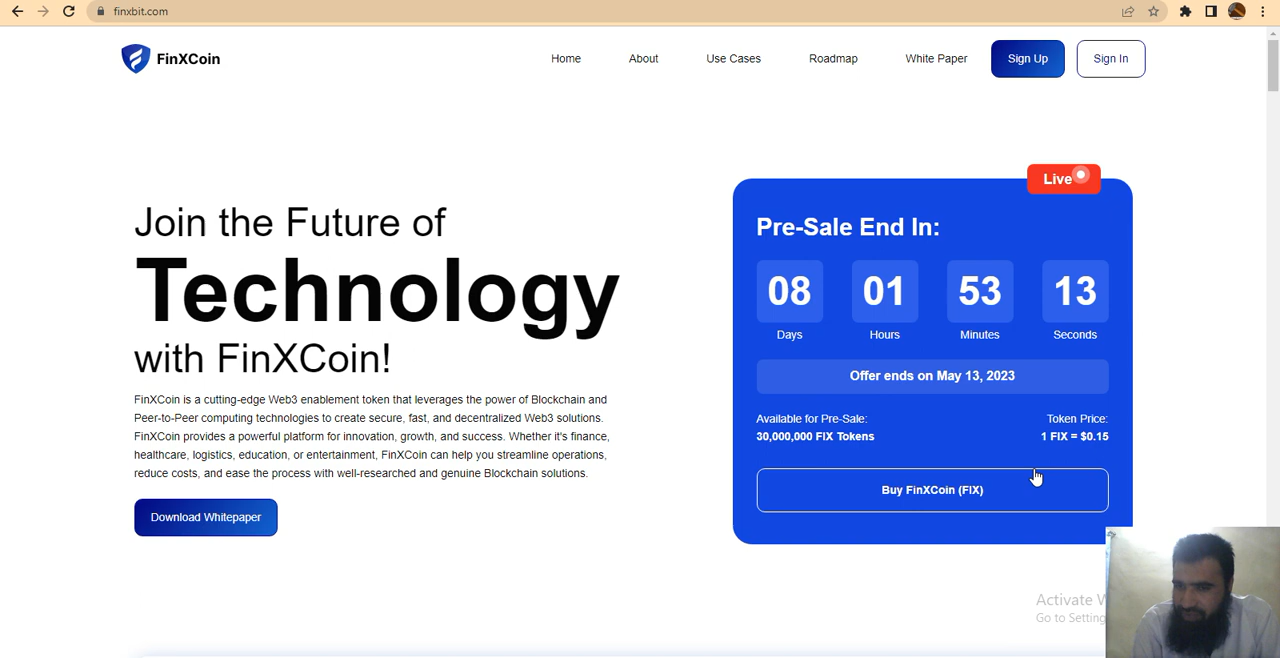 finxbit.com
FinXCoin
Home About Use Cases Roadmap White Paper Sign Up Sign In
Live
Join the Future of
Technology
with FinXCoin!
FinXCoin is a cutting-edge Web3 enablement token that leverages the power of Blockchain and
Peer-to-Peer computing technologies to create secure, fast, and decentralized Web3 solutions.
FinXCoin provides a powerful platform for innovation, growth, and success. Whether it's finance,
healthcare, logistics, education, or entertainment, FinXCoin can help you streamline operations,
reduce costs, and ease the process with well-researched and genuine Blockchain solutions.
Download Whitepaper
Pre-Sale End In:
08 01 53 13
Days Hours Minutes Seconds
Offer ends on May 13, 2023
Available for Pre-Sale: Token Price:
30,000,000 FIX Tokens 1 FIX = $0.15
Buy FinXCoin (FIX)
Activate
Go to Setting